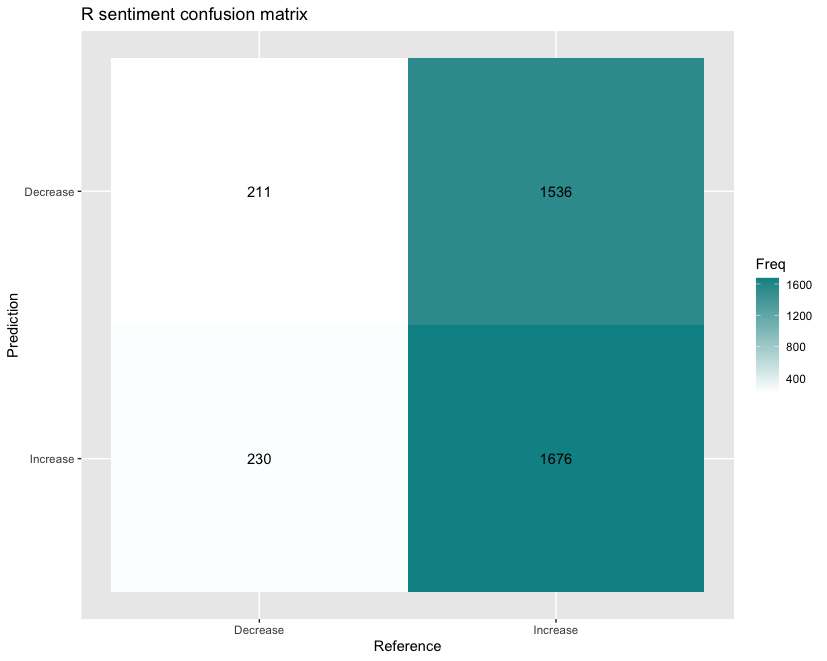 R sentiment confusion matrix
Decrease
211
1536
Prediction
Increase
230
1676
Decrease
Increase
Reference
Freq
1600
1200
800
400